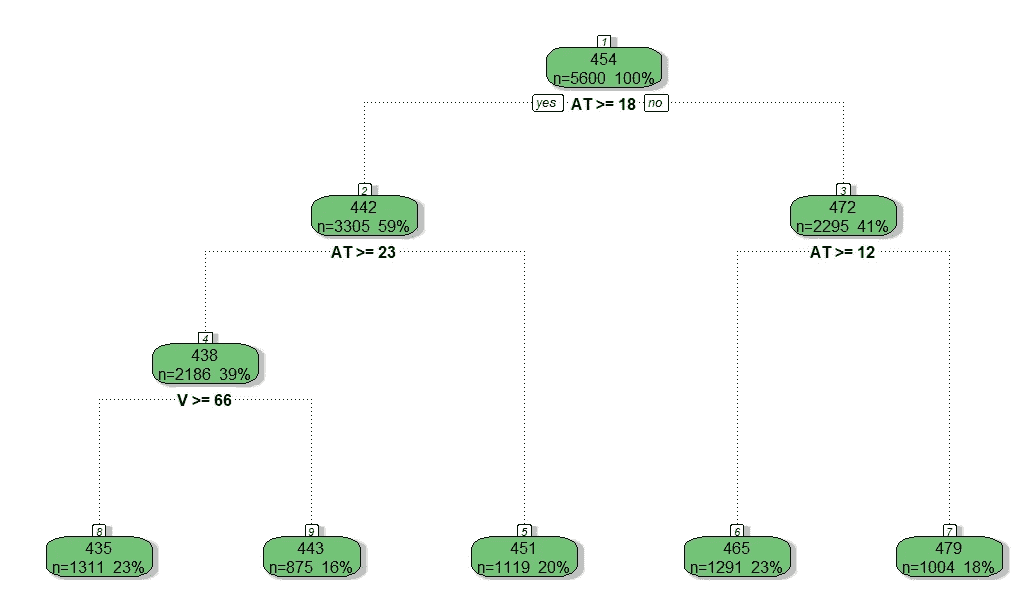 1
454
n=5600 100%
yes AT >= 18 no
2
442
n=3305 59%
3
472
n=2295 41%
AT >= 23
AT >= 12
4
438
n=2186 39%
V >= 66
8
435
n=1311 23%
9
443
n=875 16%
5
451
n=1119 20%
6
465
n=1291 23%
7
479
n=1004 18%